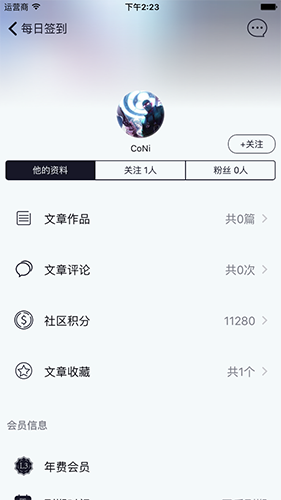 运营商 下午2:23
每日签到
CoNi
+关注
他的资料 关注 1人 粉丝 0人
文章作品 共0篇
文章评论 共0次
社区积分 11280
文章收藏 共1个
会员信息
L3 年费会员